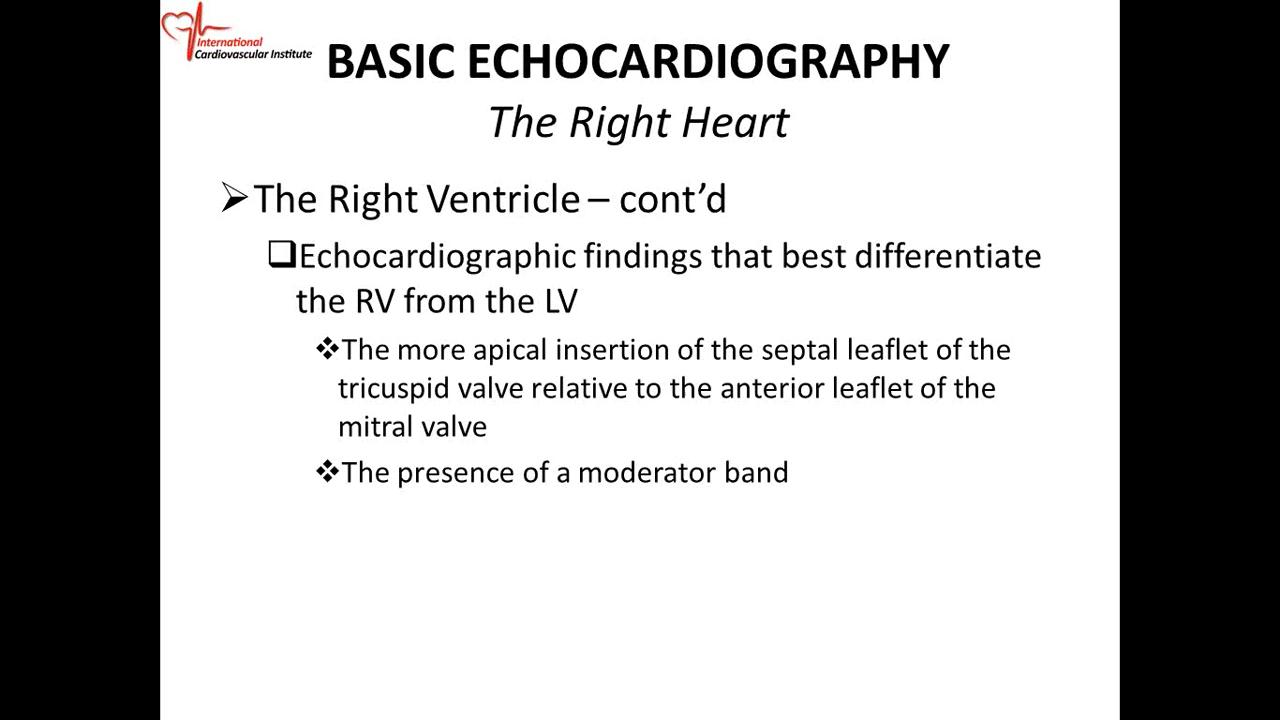 International
Cardiovascular Institute
BASIC ECHOCARDIOGRAPHY
The Right Heart
The Right Ventricle – cont’d
Echocardiographic findings that best differentiate
the RV from the LV
The more apical insertion of the septal leaflet of the
tricuspid valve relative to the anterior leaflet of the
mitral valve
The presence of a moderator band